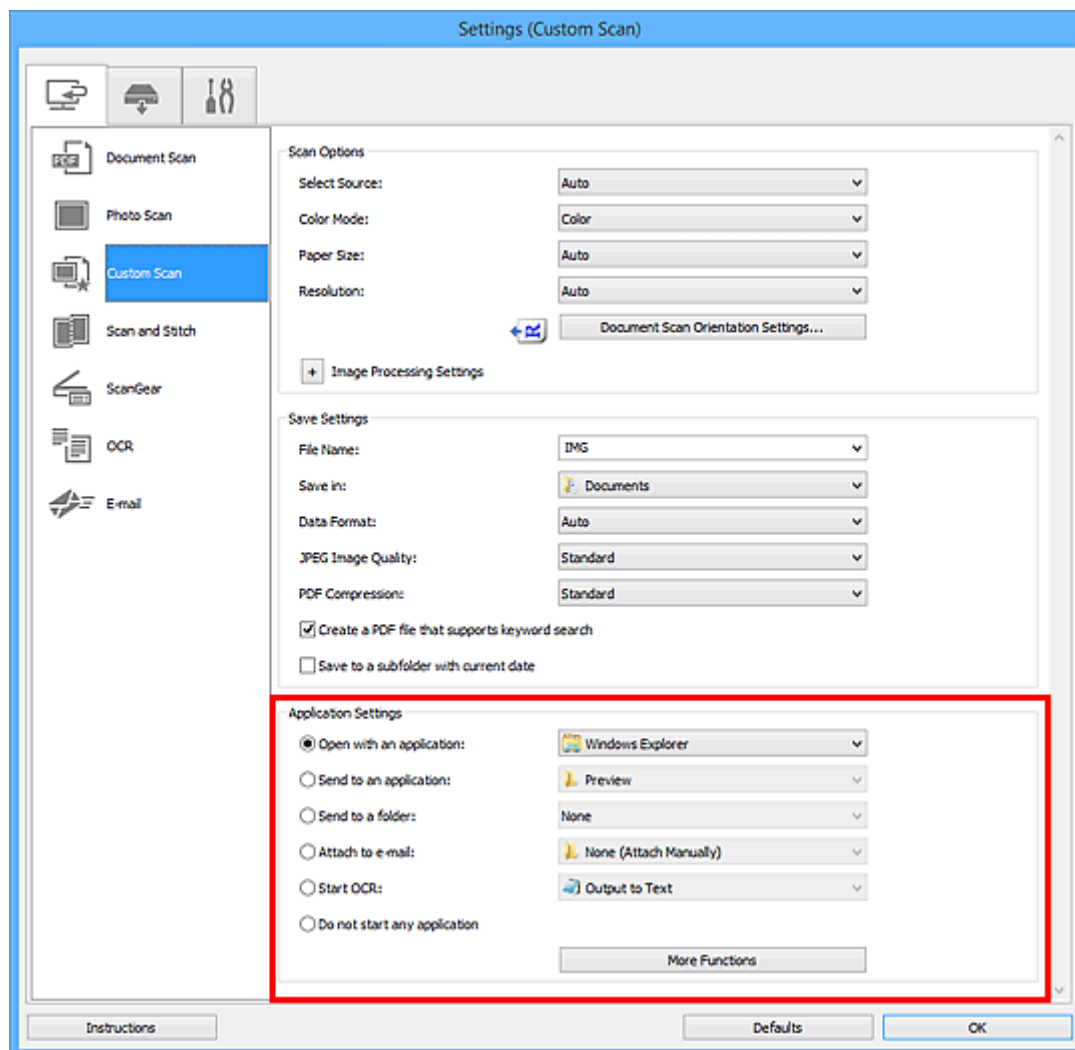 Settings (Custom Scan)
PDF
Document Scan
Photo Scan
Custom Scan
Scan and Stitch
ScanGear
OCR
E-mail
Scan Options
Select Source: Auto
Color Mode: Color
Paper Size: Auto
Resolution: Auto
R Document Scan Orientation Settings...
+ Image Processing Settings
Save Settings
File Name: IMG
Save in: Documents
Data Format: Auto
JPEG Image Quality: Standard
PDF Compression: Standard
Create a PDF file that supports keyword search
Save to a subfolder with current date
Application Settings
Open with an application: Windows Explorer
Send to an application: Preview
Send to a folder: None
Attach to e-mail: None (Attach Manually)
Start OCR: Output to Text
Do not start any application
More Functions
Instructions Defaults OK